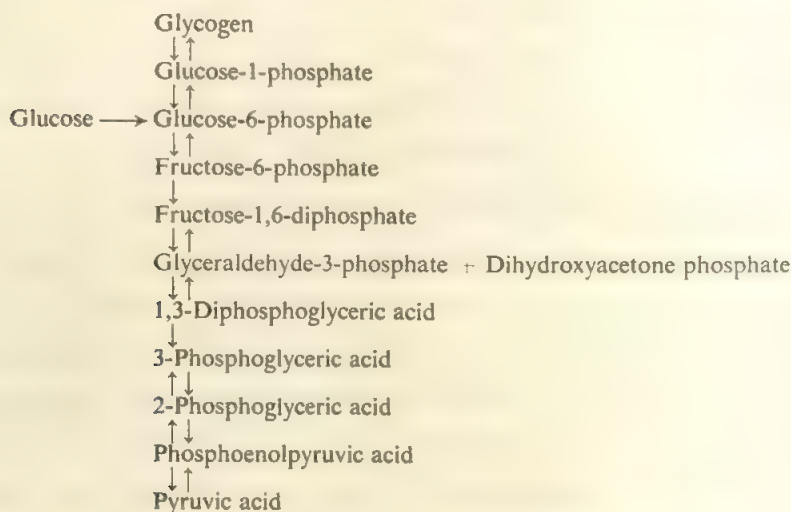 Glycogen
Glucose-1-phosphate
Glucose → Glucose-6-phosphate
Fructose-6-phosphate
Fructose-1,6-diphosphate
Glyceraldehyde-3-phosphate + Dihydroxyacetone phosphate
1,3-Diphosphoglyceric acid
3-Phosphoglyceric acid
2-Phosphoglyceric acid
Phosphoenolpyruvic acid
Pyruvic acid